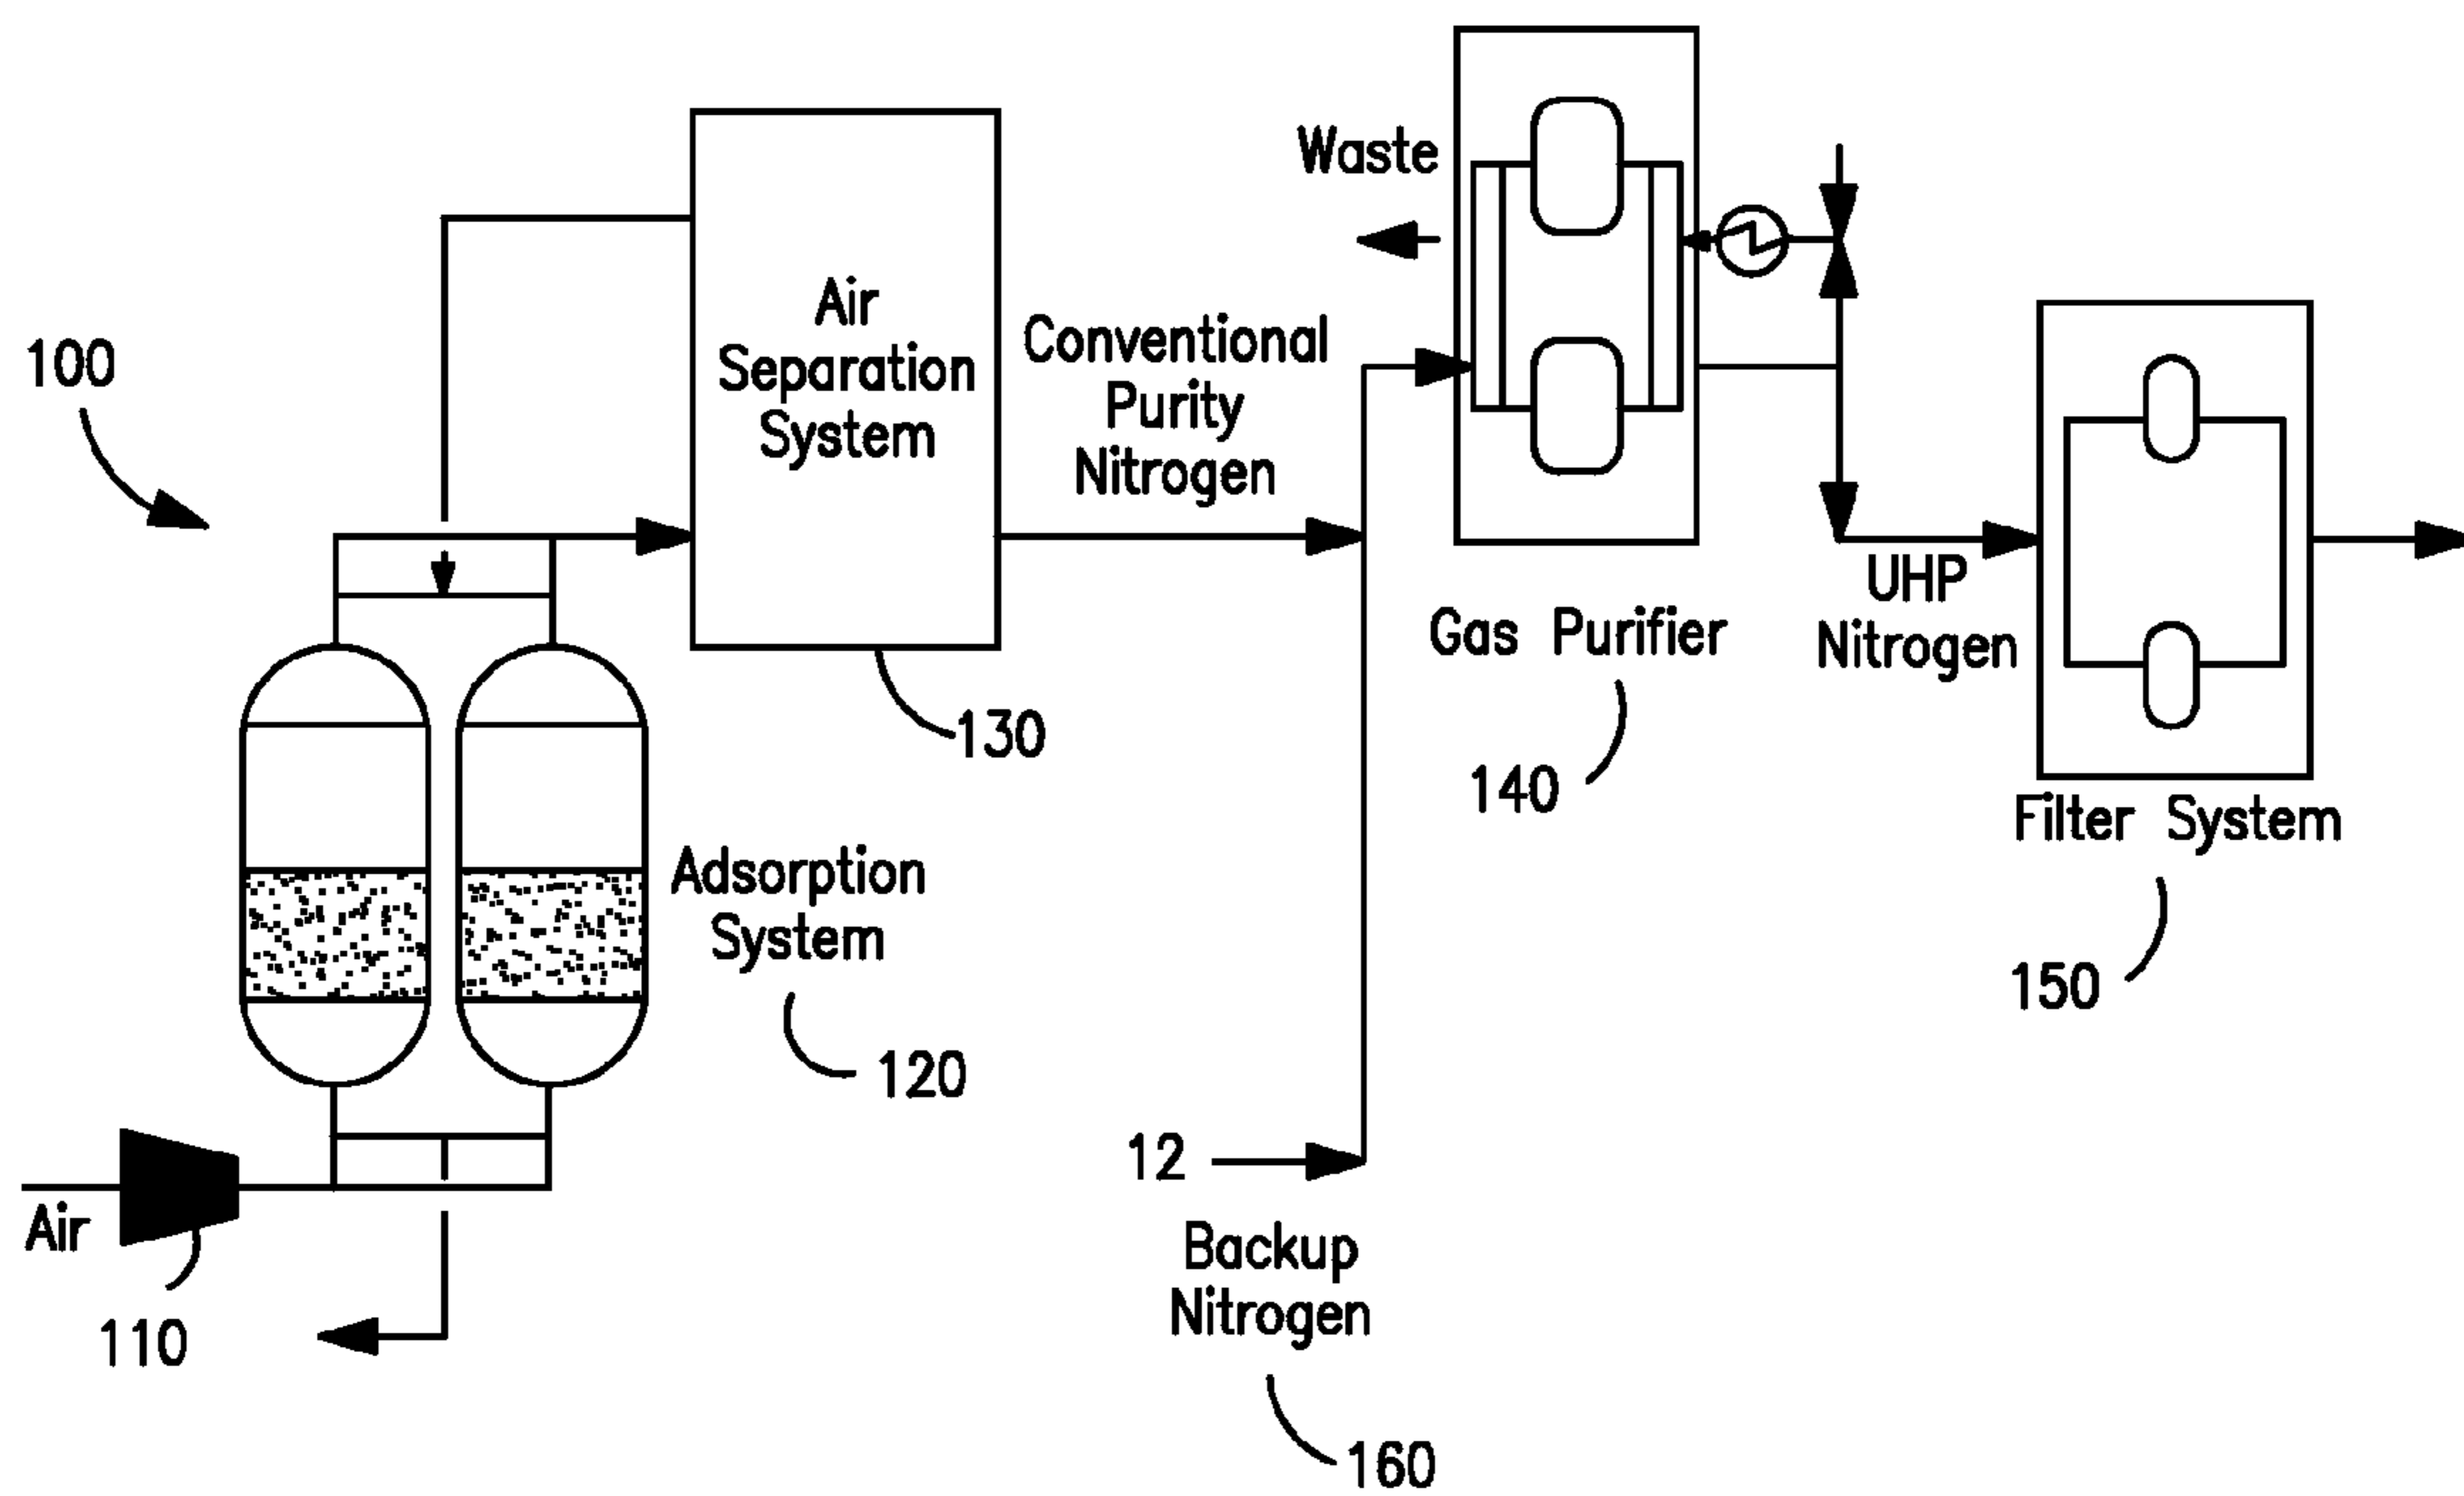 Waste
Air
Separation
System
Conventional
Purity
Nitrogen
100
UHP
Nitrogen
Gas Purifier
130
140
Filter System
Adsorption
System
150
120
12
Air
Backup
Nitrogen
110
160